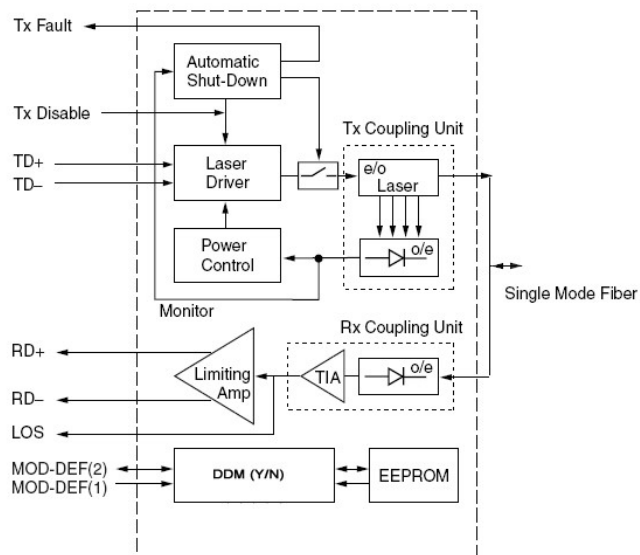 Tx Fault
Automatic
Shut-Down
Tx Disable
Tx Coupling Unit
TD+
TD–
Laser
Driver
e/o
Laser
Power
Control
o/e
Single Mode Fiber
Monitor
Rx Coupling Unit
RD+
RD–
LOS
Limiting
Amp
TIA
o/e
MOD-DEF(2)
MOD-DEF(1)
DDM (Y/N)
EEPROM